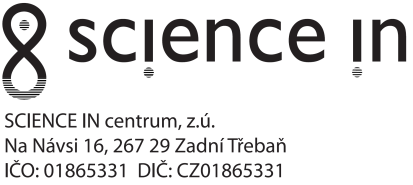 science in
SCIENCE IN centrum, z.ú.
Na Návsi 16, 267 29 Zadní Třebaň
IČO: 01865331 DIČ: CZ01865331